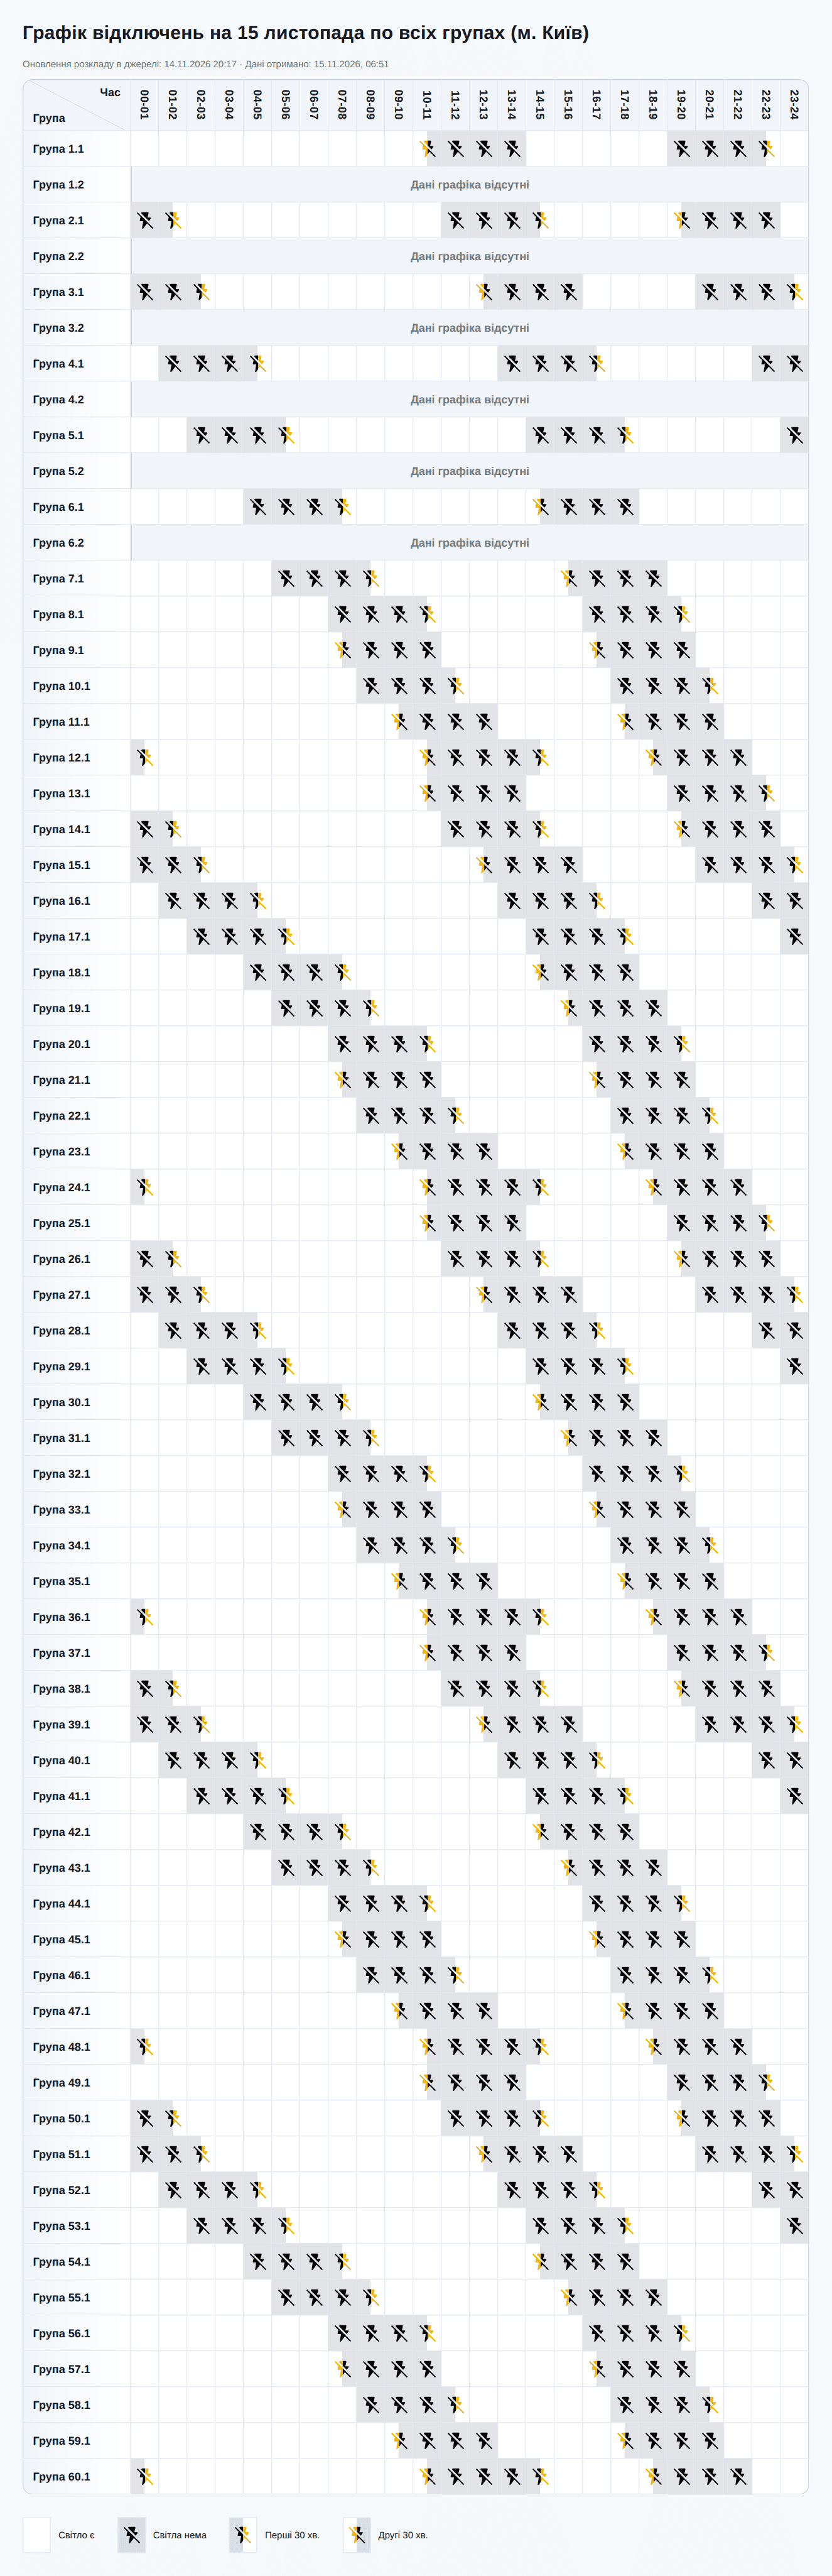 Графік відключень на 15 листопада по всіх групах (м. Київ)
Оновлення розкладу в джерелі: 14.11.2026 20:17 · Дані отримано: 15.11.2026, 06:51
Час
Група
00-01 01-02 02-03 03-04 04-05 05-06 06-07 07-08 08-09 09-10 10-11 11-12 12-13 13-14 14-15 15-16 16-17 17-18 18-19 19-20 20-21 21-22 22-23 23-24
Група 1.1
Група 1.2 Дані графіка відсутні
Група 2.1
Група 2.2 Дані графіка відсутні
Група 3.1
Група 3.2 Дані графіка відсутні
Група 4.1
Група 4.2 Дані графіка відсутні
Група 5.1
Група 5.2 Дані графіка відсутні
Група 6.1
Група 6.2 Дані графіка відсутні
Група 7.1
Група 8.1
Група 9.1
Група 10.1
Група 11.1
Група 12.1
Група 13.1
Група 14.1
Група 15.1
Група 16.1
Група 17.1
Група 18.1
Група 19.1
Група 20.1
Група 21.1
Група 22.1
Група 23.1
Група 24.1
Група 25.1
Група 26.1
Група 27.1
Група 28.1
Група 29.1
Група 30.1
Група 31.1
Група 32.1
Група 33.1
Група 34.1
Група 35.1
Група 36.1
Група 37.1
Група 38.1
Група 39.1
Група 40.1
Група 41.1
Група 42.1
Група 43.1
Група 44.1
Група 45.1
Група 46.1
Група 47.1
Група 48.1
Група 49.1
Група 50.1
Група 51.1
Група 52.1
Група 53.1
Група 54.1
Група 55.1
Група 56.1
Група 57.1
Група 58.1
Група 59.1
Група 60.1
Світло є Світла нема Перші 30 хв. Другі 30 хв.